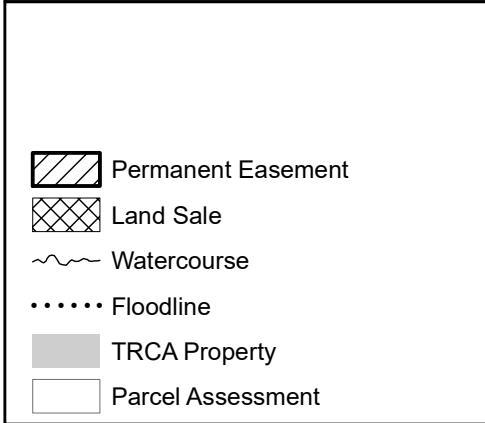 Permanent Easement
Land Sale
Watercourse
Floodline
TRCA Property
Parcel Assessment